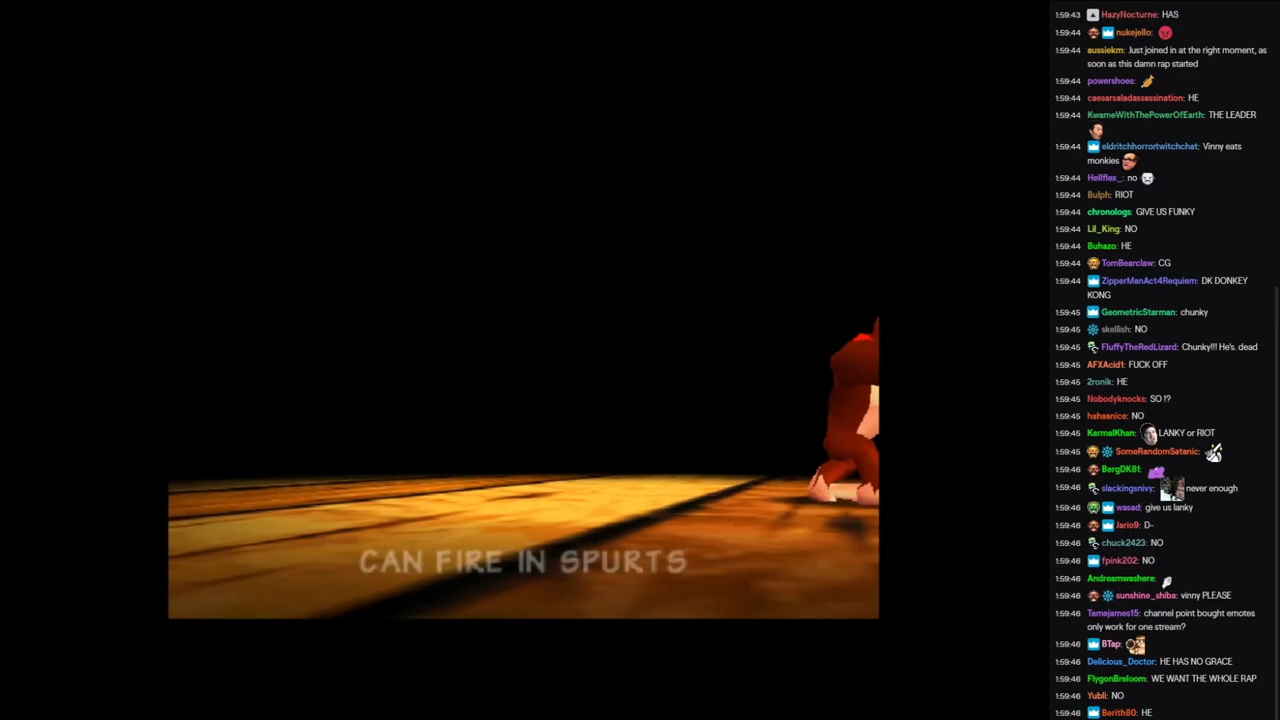 CAN FIRE IN SPURTS
1:59:43 HazyNocturne: HAS
1:59:44 nukejello:
1:59:44 aussiekm: Just joined in at the right moment, as
soon as this damn rap started
1:59:44 powershoes:
1:59:44 caesarsaladassassination: HE
1:59:44 KwameWithThePowerOfEarth: THE LEADER
1:59:44 eldritchhorrortwitchchat: Vinny eats
monkies
1:59:44 Hellflex_: no
1:59:44 Bulph: RIOT
1:59:44 chronologs: GIVE US FUNKY
1:59:44 Lil_King: NO
1:59:44 Buhazo: HE
1:59:44 TomBearclaw: CG
1:59:44 ZipperManAct4Requiem: DK DONKEY
KONG
1:59:45 GeometricStarman: chunky
1:59:45 skellish: NO
1:59:45 FluffyTheRedLizard: Chunky!!! He's. dead
1:59:45 AFXAcid1: FUCK OFF
1:59:45 2ronik: HE
1:59:45 Nobodyknocks: SO !?
1:59:45 hahaanice: NO
1:59:45 KarmalKhan: LANKY or RIOT
1:59:45 SomeRandomSatanic:
1:59:46 BergDK81:
1:59:46 slackingsnivy: never enough
1:59:46 wasad: give us lanky
1:59:46 Jario9: D-
1:59:46 chuck2423: NO
1:59:46 fpink202: NO
1:59:46 Andreamwashere:
1:59:46 sunshine_shiba: vinny PLEASE
1:59:46 Tamejames15: channel point bought emotes
only work for one stream?
1:59:46 BTap:
1:59:46 Delicious_Doctor: HE HAS NO GRACE
1:59:46 FlygonBreloom: WE WANT THE WHOLE RAP
1:59:46 Yubli: NO
1:59:46 Berith80: HE